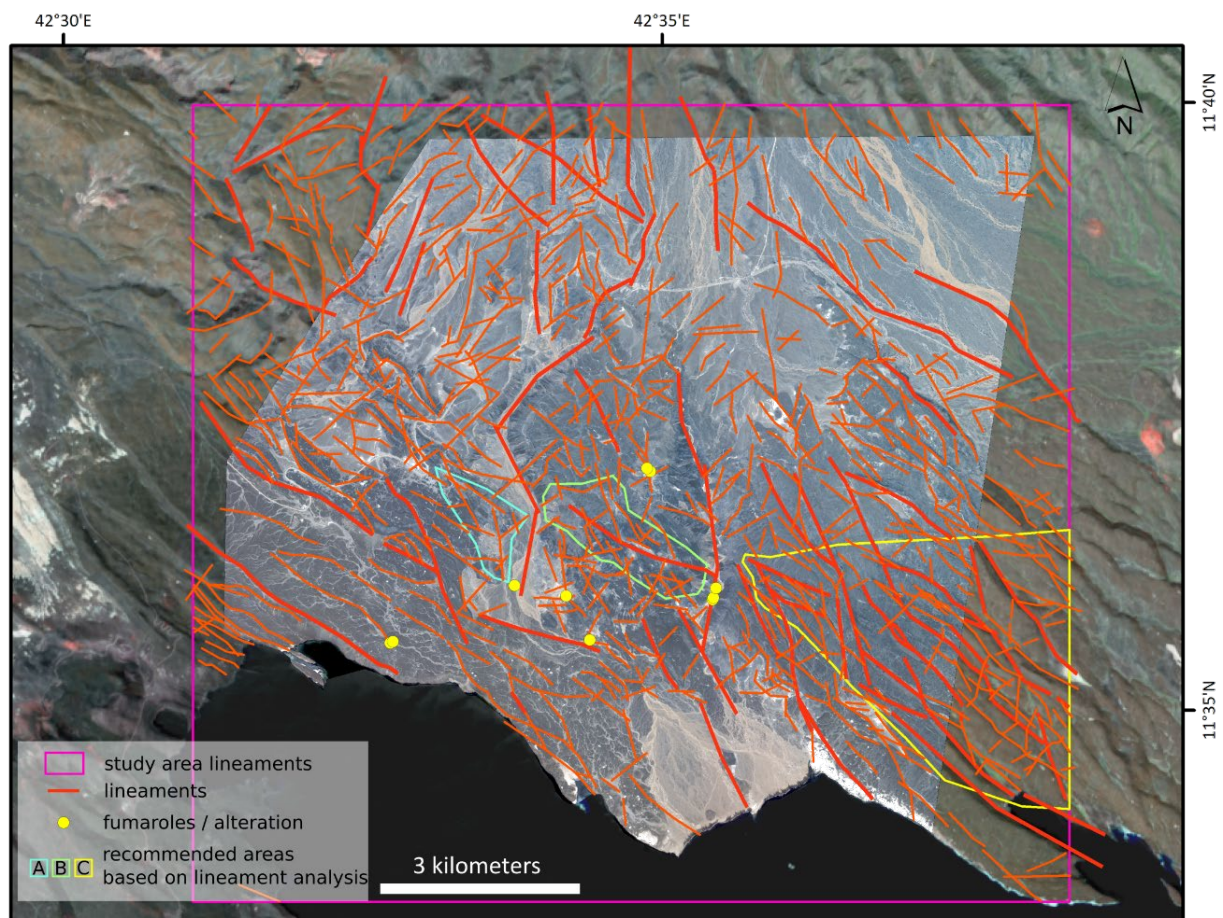 42°30'E
42°35'E
11°40'N
N
11°35'N
study area lineaments
lineaments
fumaroles / alteration
A B C recommended areas
based on lineament analysis
3 kilometers